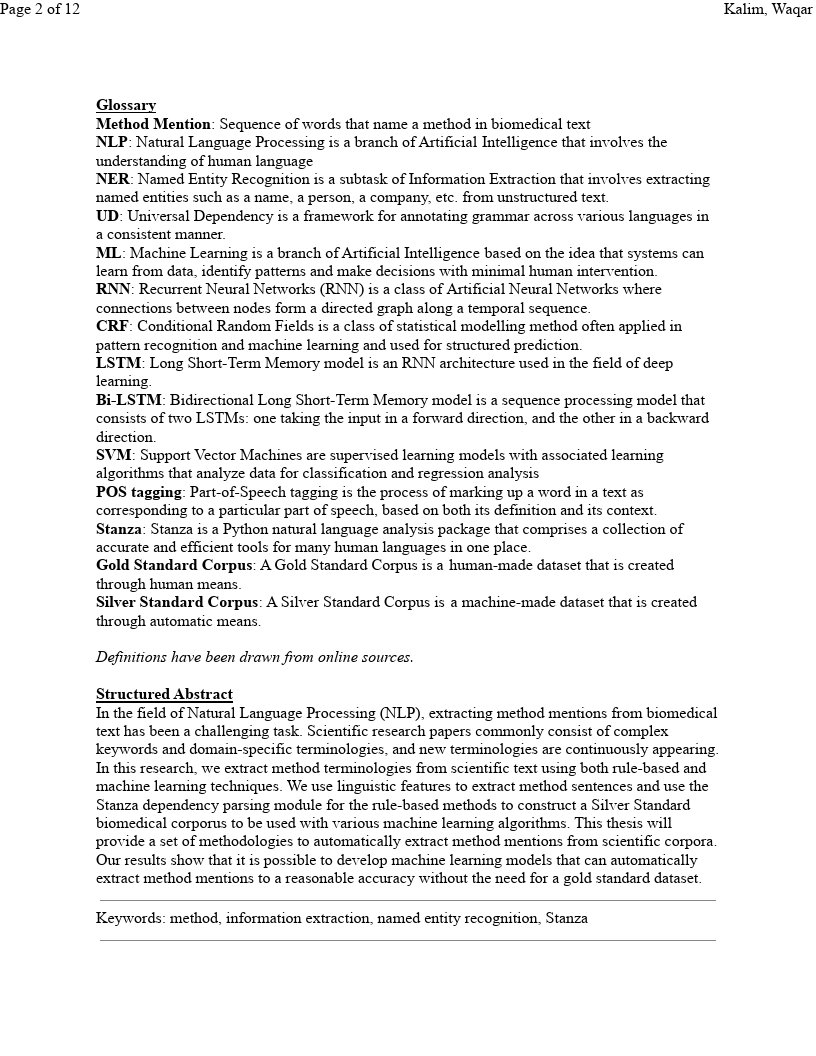 Page 2 of 12
Kalim, Waqar
Glossary
Method Mention: Sequence of words that name a method in biomedical text
NLP: Natural Language Processing is a branch of Artificial Intelligence that involves the
understanding of human language
NER: Named Entity Recognition is a subtask of Information Extraction that involves extracting
named entities such as a name, a person, a company, etc. from unstructured text.
UD: Universal Dependency is a framework for annotating grammar across various languages in
a consistent manner.
ML: Machine Learning is a branch of Artificial Intelligence based on the idea that systems can
learn from data, identify patterns and make decisions with minimal human intervention.
RNN: Recurrent Neural Networks (RNN) is a class of Artificial Neural Networks where
connections between nodes form a directed graph along a temporal sequence.
CRF: Conditional Random Fields is a class of statistical modelling method often applied in
pattern recognition and machine learning and used for structured prediction.
LSTM: Long Short-Term Memory model is an RNN architecture used in the field of deep
learning.
Bi-LSTM: Bidirectional Long Short-Term Memory model is a sequence processing model that
consists of two LSTMs: one taking the input in a forward direction, and the other in a backward
direction.
SVM: Support Vector Machines are supervised learning models with associated learning
algorithms that analyze data for classification and regression analysis
POS tagging: Part-of-Speech tagging is the process of marking up a word in a text as
corresponding to a particular part of speech, based on both its definition and its context.
Stanza: Stanza is a Python natural language analysis package that comprises a collection of
accurate and efficient tools for many human languages in one place.
Gold Standard Corpus: A Gold Standard Corpus is a human-made dataset that is created
through human means.
Silver Standard Corpus: A Silver Standard Corpus is a machine-made dataset that is created
through automatic means.
Definitions have been drawn from online sources.
Structured Abstract
In the field of Natural Language Processing (NLP), extracting method mentions from biomedical
text has been a challenging task. Scientific research papers commonly consist of complex
keywords and domain-specific terminologies, and new terminologies are continuously appearing.
In this research, we extract method terminologies from scientific text using both rule-based and
machine learning techniques. We use linguistic features to extract method sentences and use the
Stanza dependency parsing module for the rule-based methods to construct a Silver Standard
biomedical corporus to be used with various machine learning algorithms. This thesis will
provide a set of methodologies to automatically extract method mentions from scientific corpora.
Our results show that it is possible to develop machine learning models that can automatically
extract method mentions to a reasonable accuracy without the need for a gold standard dataset.
Keywords: method, information extraction, named entity recognition, Stanza